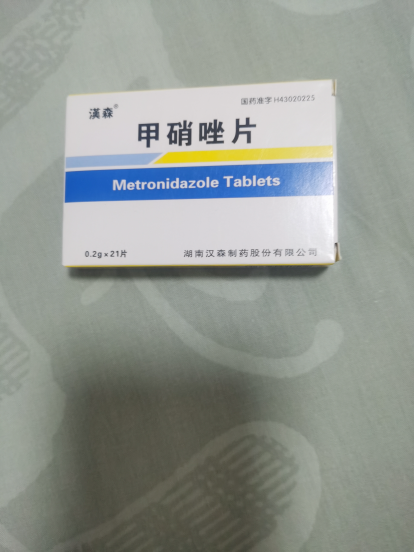 漢森®
国药准字H43020225
甲硝唑片
Metronidazole Tablets
0.2g×21片
湖南汉森制药股份有限公司